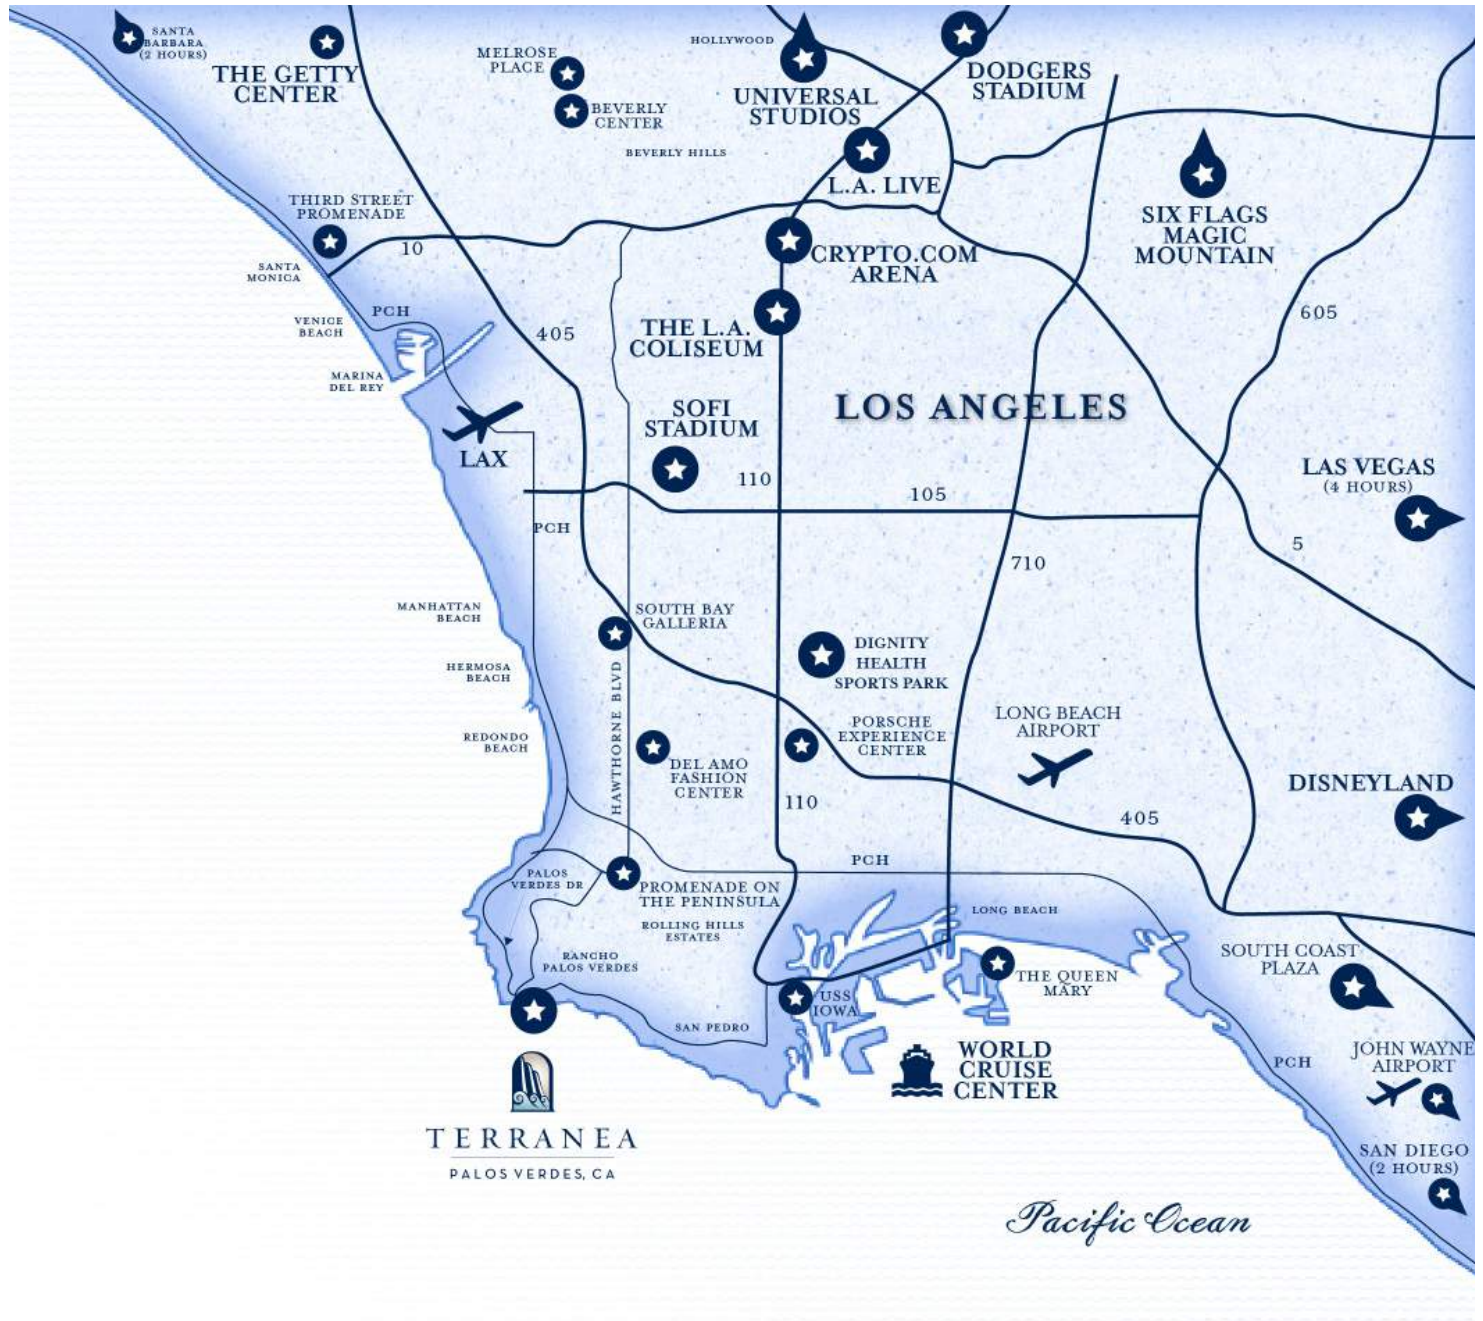 SANTA
BARBARA
(2 HOURS)
THE GETTY
CENTER
MELROSE
PLACE
BEVERLY
CENTER
BEVERLY HILLS
HOLLYWOOD
UNIVERSAL
STUDIOS
DODGERS
STADIUM
L.A. LIVE
SIX FLAGS
MAGIC
MOUNTAIN
THIRD STREET
PROMENADE
10
SANTA
MONICA
CRYPTO.COM
ARENA
PCH
VENICE
BEACH
405
THE L.A.
COLISEUM
605
MARINA
DEL REY
LOS ANGELES
SOFI
STADIUM
LAX
110
105
LAS VEGAS
(4 HOURS)
PCH
5
710
MANHATTAN
BEACH
SOUTH BAY
GALLERIA
DIGNITY
HEALTH
SPORTS PARK
HERMOSA
BEACH
HAWTHORNE BLVD
REDONDO
BEACH
PORSCHE
EXPERIENCE
CENTER
LONG BEACH
AIRPORT
DEL AMO
FASHION
CENTER
110
405
DISNEYLAND
PCH
PALOS
VERDES DR
PROMENADE ON
THE PENINSULA
ROLLING HILLS
ESTATES
LONG BEACH
RANCHO
PALOS VERDES
SOUTH COAST
PLAZA
THE QUEEN
MARY
USS
IOWA
SAN PEDRO
WORLD
CRUISE
CENTER
PCH
JOHN WAYNE
AIRPORT
TERRANEA
PALOS VERDES, CA
SAN DIEGO
(2 HOURS)
Pacific Ocean